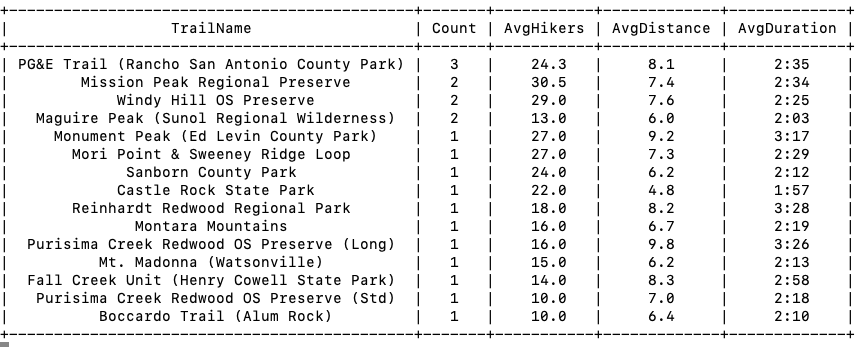 +---------------------------------------------+-------+-----------+-------------+-------------+
|                  TrailName                  | Count | AvgHikers | AvgDistance | AvgDuration |
+---------------------------------------------+-------+-----------+-------------+-------------+
| PG&E Trail (Rancho San Antonio County Park) |   3   |    24.3   |     8.1     |     2:35    |
|        Mission Peak Regional Preserve       |   2   |    30.5   |     7.4     |     2:34    |
|            Windy Hill OS Preserve           |   2   |    29.0   |     7.6     |     2:25    |
|   Maguire Peak (Sunol Regional Wilderness)  |   2   |    13.0   |     6.0     |     2:03    |
|     Monument Peak (Ed Levin County Park)    |   1   |    27.0   |     9.2     |     3:17    |
|       Mori Point & Sweeney Ridge Loop       |   1   |    27.0   |     7.3     |     2:29    |
|             Sanborn County Park             |   1   |    24.0   |     6.2     |     2:12    |
|            Castle Rock State Park           |   1   |    22.0   |     4.8     |     1:57    |
|       Reinhardt Redwood Regional Park       |   1   |    18.0   |     8.2     |     3:28    |
|              Montara Mountains              |   1   |    16.0   |     6.7     |     2:19    |
|  Purisima Creek Redwood OS Preserve (Long)  |   1   |    16.0   |     9.8     |     3:26    |
|           Mt. Madonna (Watsonville)         |   1   |    15.0   |     6.2     |     2:13    |
|  Fall Creek Unit (Henry Cowell State Park)  |   1   |    14.0   |     8.3     |     2:58    |
|   Purisima Creek Redwood OS Preserve (Std)  |   1   |    10.0   |     7.0     |     2:18    |
|          Boccardo Trail (Alum Rock)         |   1   |    10.0   |     6.4     |     2:10    |
+---------------------------------------------+-------+-----------+-------------+-------------+